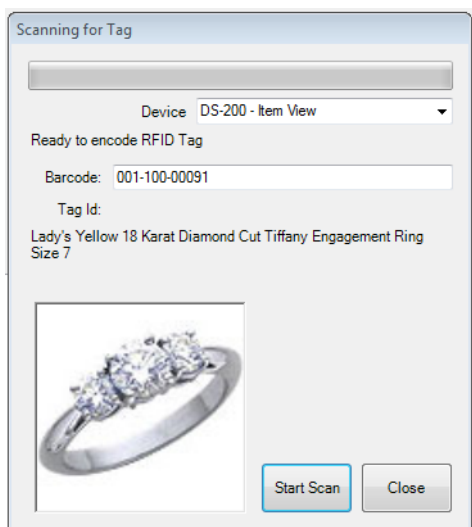 Scanning for Tag
Device DS-200 - Item View
Ready to encode RFID Tag
Barcode: 001-100-00091
Tag Id:
Lady's Yellow 18 Karat Diamond Cut Tiffany Engagement Ring
Size 7
Start Scan Close